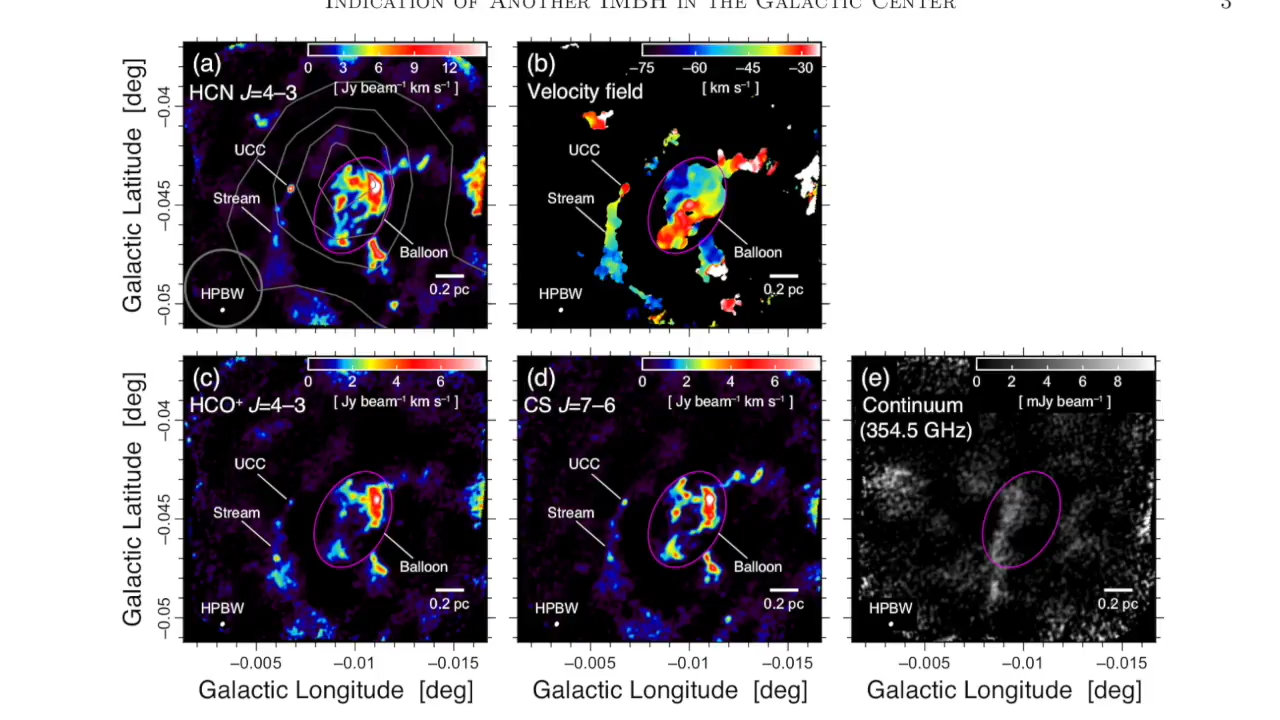 INDICATION OF ANOTHER IMBH IN THE GALACTIC CENTER 3
(a)
0 3 6 9 12
[ Jy beam⁻¹ km s⁻¹ ]
HCN J=4–3
UCC
Stream
Balloon
HPBW
0.2 pc
Galactic Latitude [deg]
–0.04
–0.045
–0.05
(b)
–75 –60 –45 –30
[ km s⁻¹ ]
Velocity field
UCC
Stream
Balloon
HPBW
0.2 pc
(c)
0 2 4 6
[ Jy beam⁻¹ km s⁻¹ ]
HCO⁺ J=4–3
UCC
Stream
Balloon
HPBW
0.2 pc
Galactic Latitude [deg]
–0.04
–0.045
–0.05
–0.005 –0.01 –0.015
Galactic Longitude [deg]
(d)
0 2 4 6
[ Jy beam⁻¹ km s⁻¹ ]
CS J=7–6
UCC
Stream
Balloon
HPBW
0.2 pc
–0.005 –0.01 –0.015
Galactic Longitude [deg]
(e)
0 2 4 6 8
[ mJy beam⁻¹ ]
Continuum
(354.5 GHz)
HPBW
0.2 pc
–0.005 –0.01 –0.015
Galactic Longitude [deg]